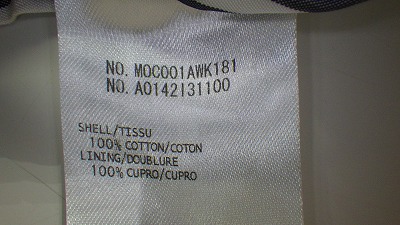 NO. MOC001AWK181
NO. A0142131100
SHELL/TISSU
100% COTTON/COTON
LINING/DOUBLURE
100% CUPRO/CUPRO